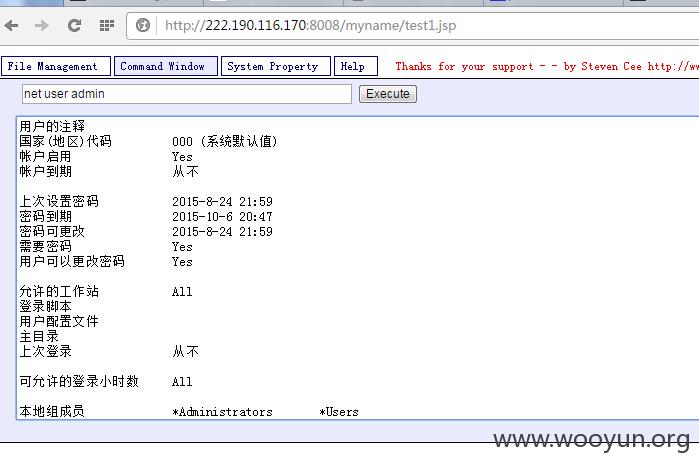 http://222.190.116.170:8008/myname/test1.jsp
File Management Command Window System Property Help Thanks for your support - - by Steven Cee http://ww
net user admin Execute
用户的注释
国家(地区)代码 000 (系统默认值)
帐户启用 Yes
帐户到期 从不
上次设置密码 2015-8-24 21:59
密码到期 2015-10-6 20:47
密码可更改 2015-8-24 21:59
需要密码 Yes
用户可以更改密码 Yes
允许的工作站 All
登录脚本
用户配置文件
主目录
上次登录 从不
可允许的登录小时数 All
本地组成员 *Administrators *Users
www.wooyun.org